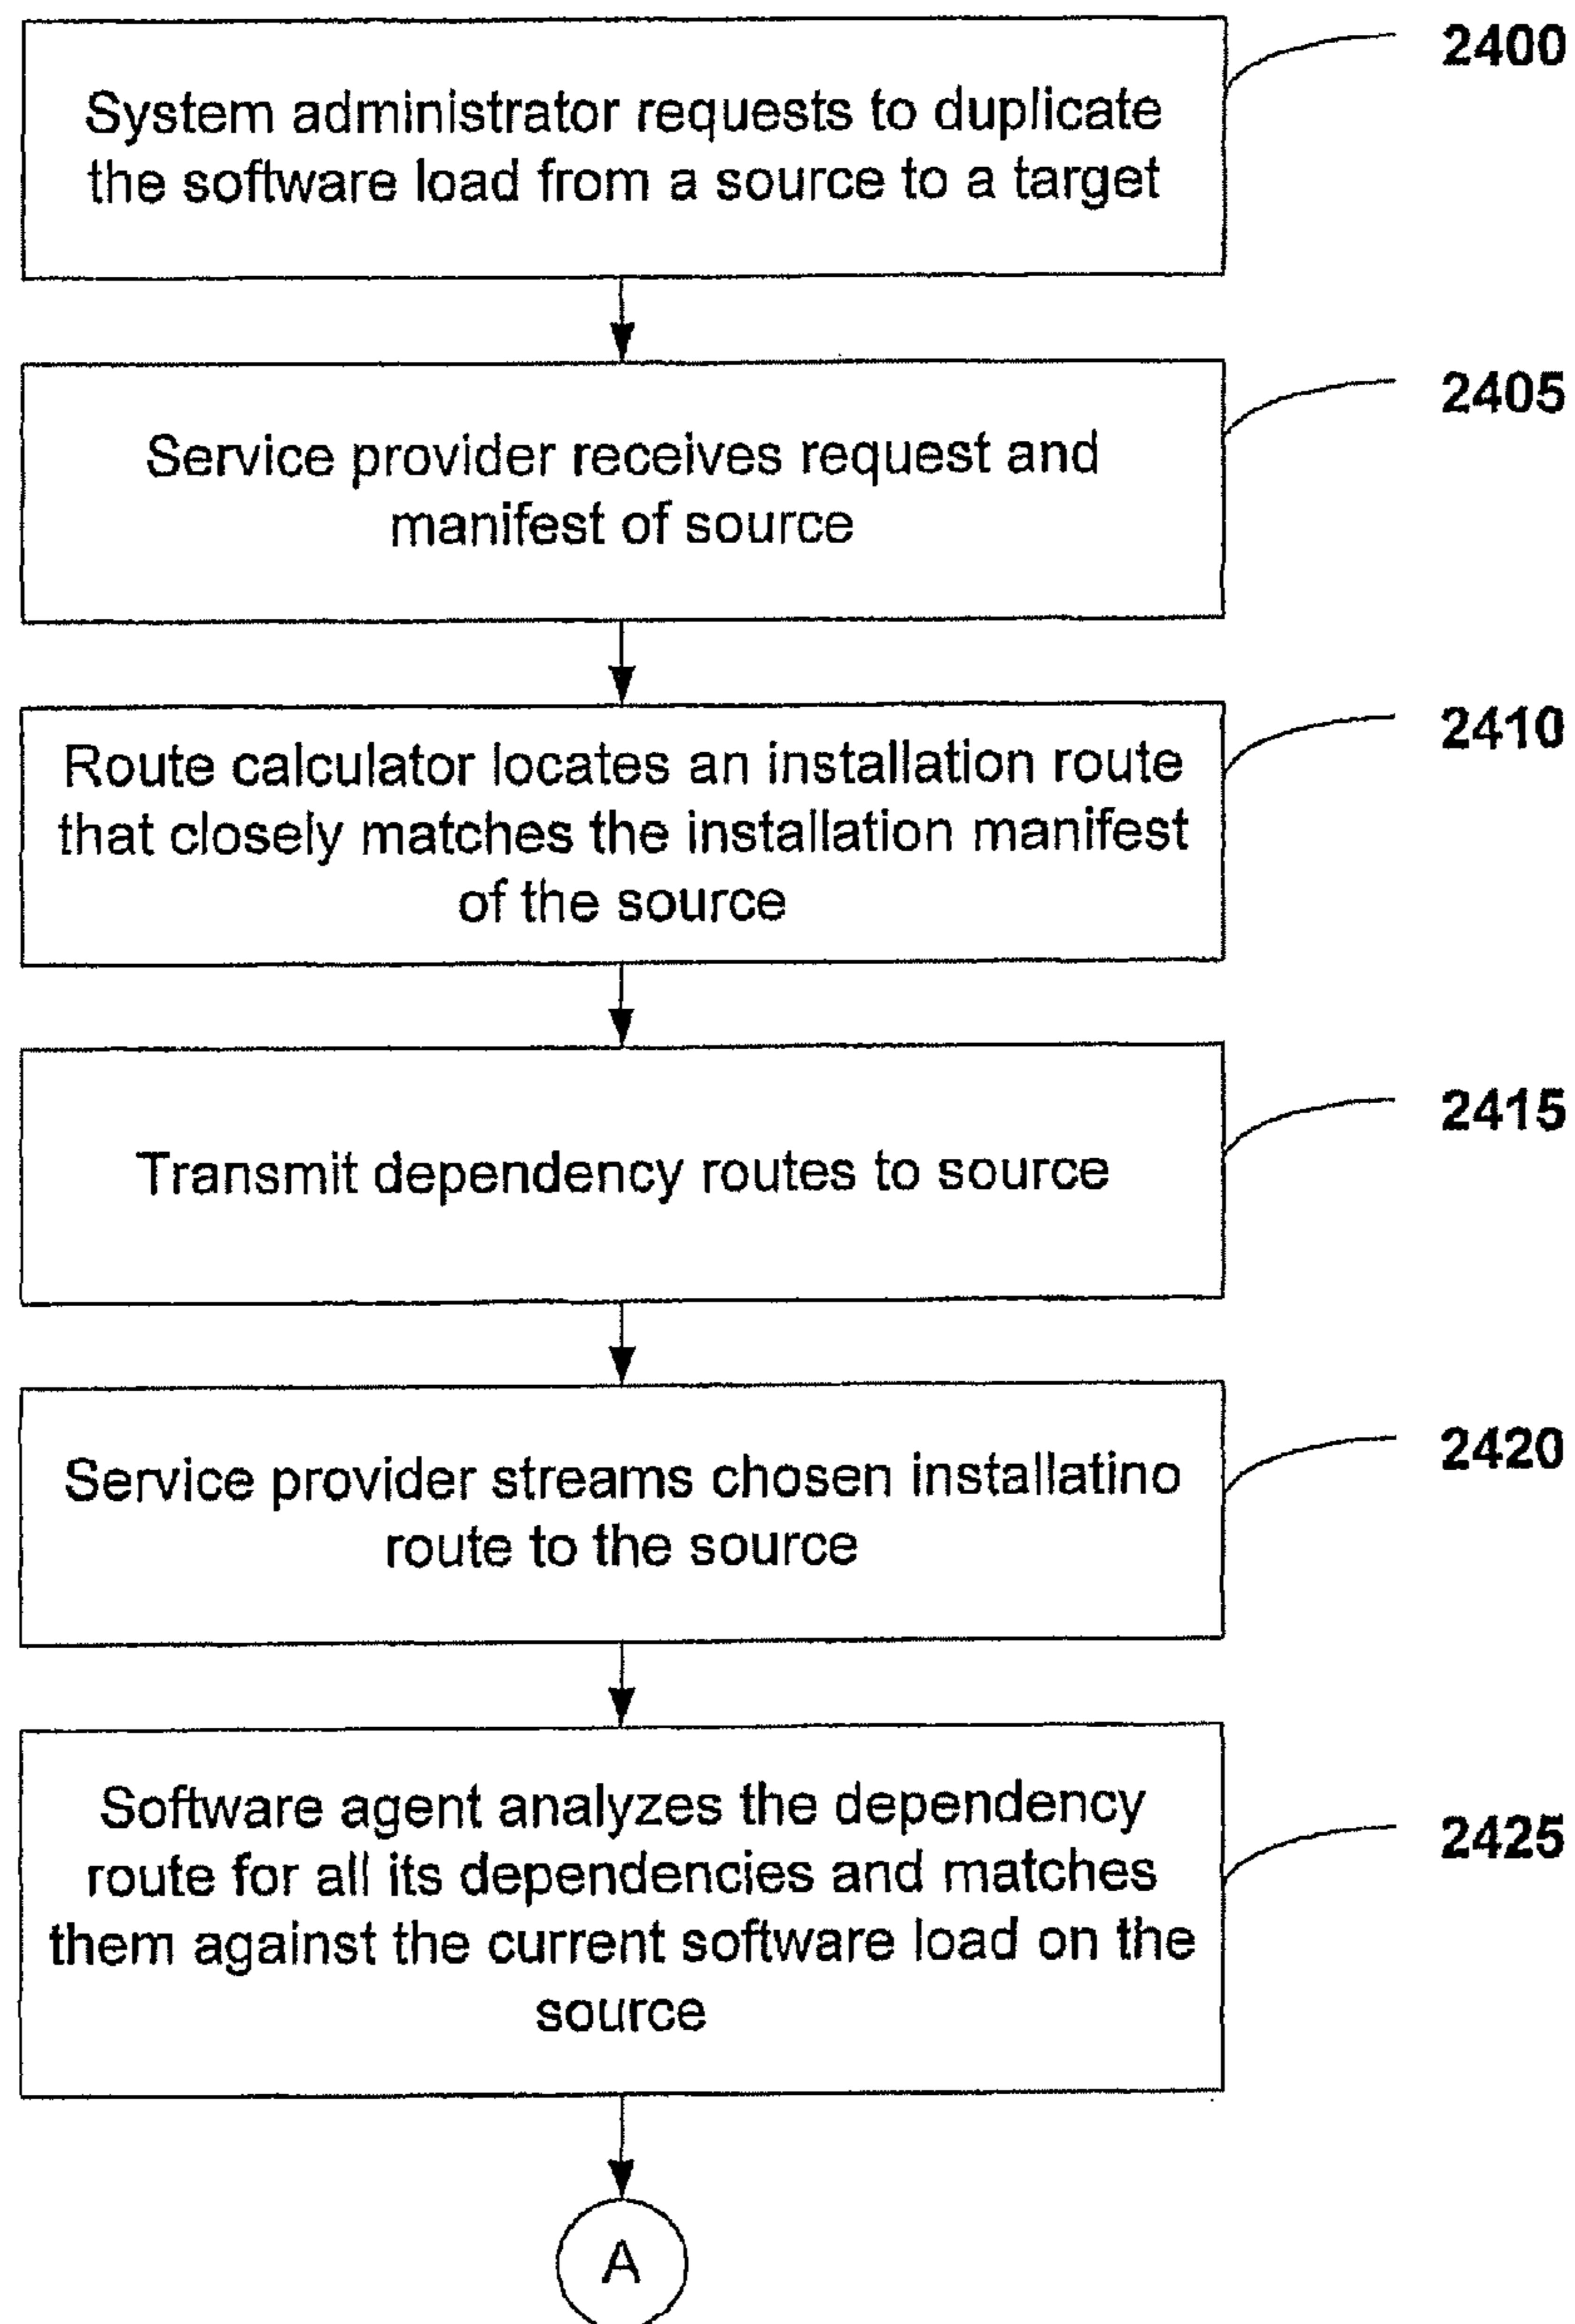 2400
System administrator requests to duplicate
the software load from a source to a target
2405
Service provider receives request and
manifest of source
2410
Route calculator locates an installation route
that closely matches the installation manifest
of the source
2415
Transmit dependency routes to source
2420
Service provider streams chosen installatino
route to the source
2425
Software agent analyzes the dependency
route for all its dependencies and matches
them against the current software load on the
source
A